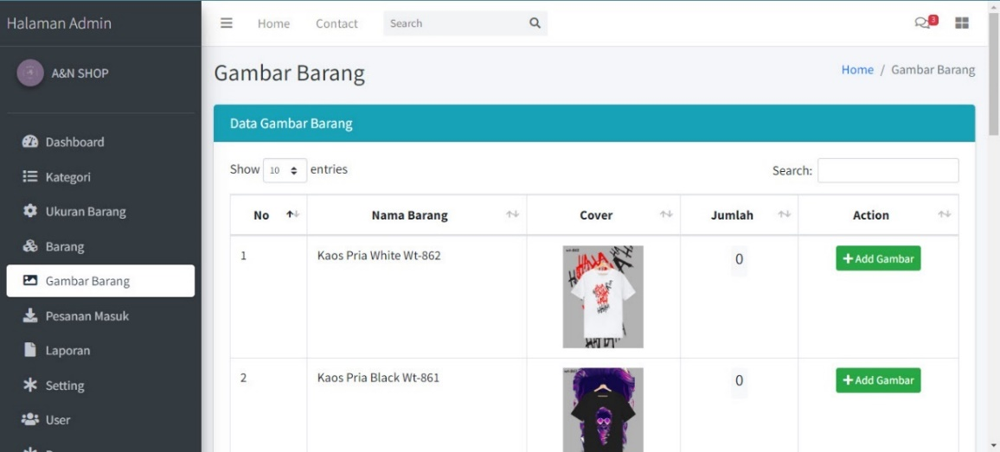 Halaman Admin
Home Contact Search 3
A&N SHOP
Gambar Barang
Home / Gambar Barang
Dashboard
Kategori
Ukuran Barang
Barang
Gambar Barang
Pesanan Masuk
Laporan
Setting
User
Data Gambar Barang
Show 10 entries Search:
No Nama Barang Cover Jumlah Action
1 Kaos Pria White Wt-862 0 Add Gambar
2 Kaos Pria Black Wt-861 0 Add Gambar